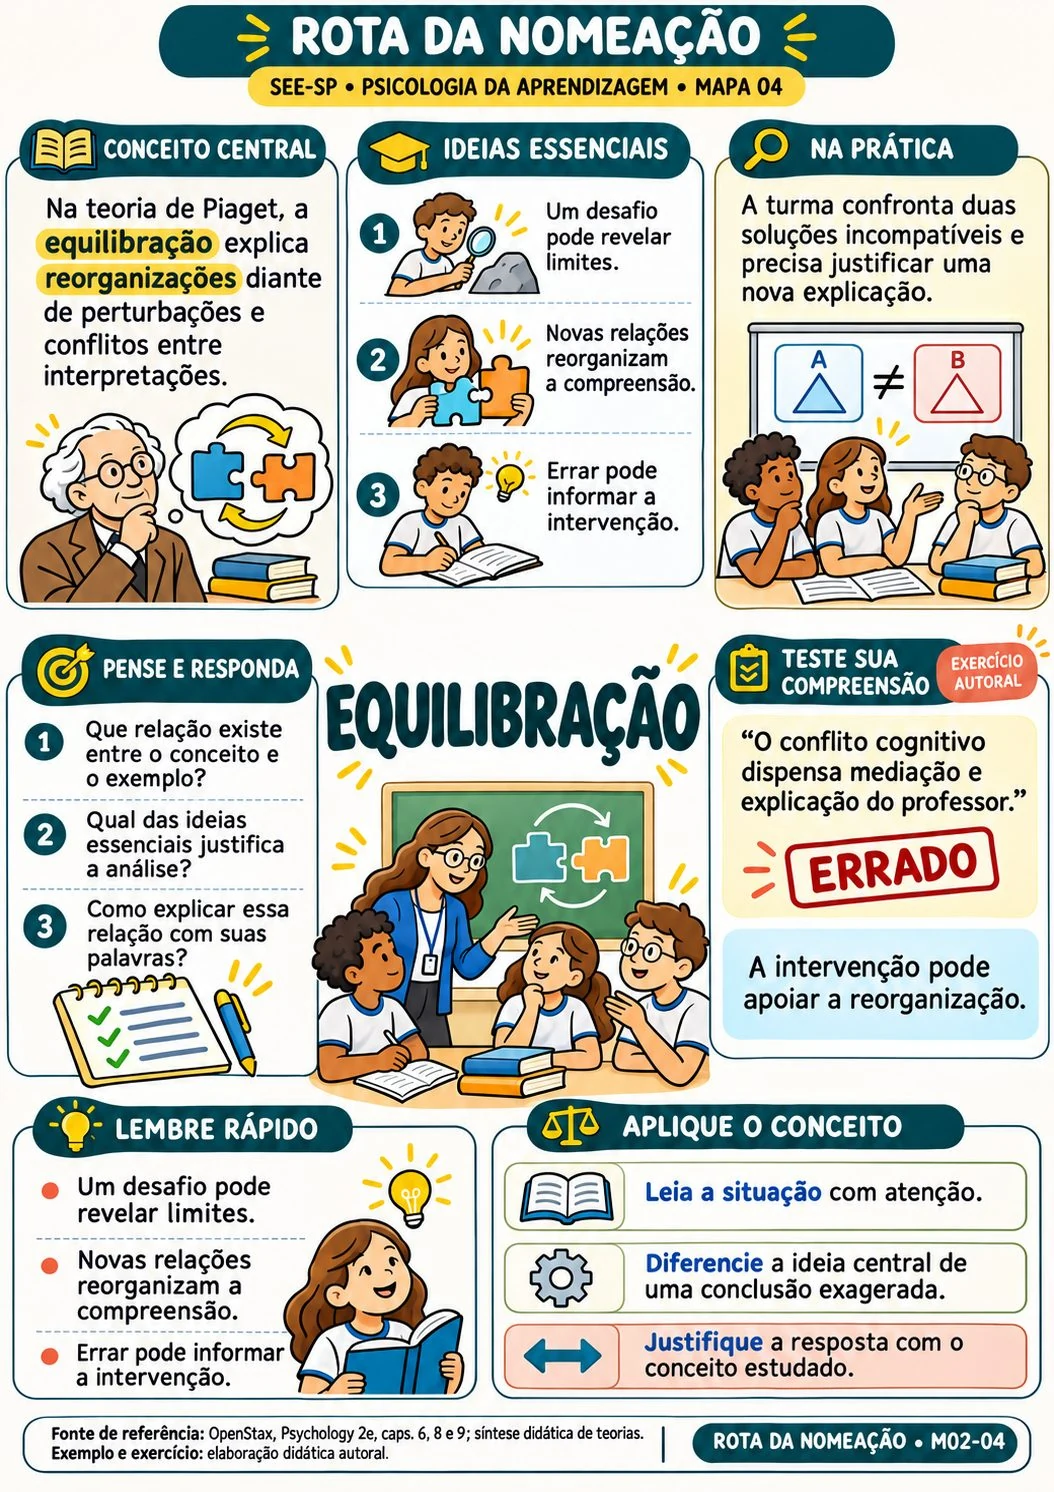 ROTA DA NOMEAÇÃO
SEE-SP • PSICOLOGIA DA APRENDIZAGEM • MAPA 04
CONCEITO CENTRAL
Na teoria de Piaget, a
equilibração explica
reorganizações diante
de perturbações e
conflitos entre
interpretações.
IDEIAS ESSENCIAIS
1
Um desafio
pode revelar
limites.
2
Novas relações
reorganizam
a compreensão.
3
Errar pode
informar a
intervenção.
NA PRÁTICA
A turma confronta duas
soluções incompatíveis e
precisa justificar uma
nova explicação.
A ≠ B
PENSE E RESPONDA
1
Que relação existe
entre o conceito e
o exemplo?
2
Qual das ideias
essenciais justifica
a análise?
3
Como explicar essa
relação com suas
palavras?
EQUILIBRAÇÃO
TESTE SUA
COMPREENSÃO
EXERCÍCIO
AUTORAL
“O conflito cognitivo
dispensa mediação e
explicação do professor.”
ERRADO
A intervenção pode
apoiar a reorganização.
LEMBRE RÁPIDO
• Um desafio pode
revelar limites.
• Novas relações
reorganizam a
compreensão.
• Errar pode informar
a intervenção.
APLIQUE O CONCEITO
Leia a situação com atenção.
Diferencie a ideia central de
uma conclusão exagerada.
Justifique a resposta com o
conceito estudado.
Fonte de referência: OpenStax, Psychology 2e, caps. 6, 8 e 9; síntese didática de teorias.
Exemplo e exercício: elaboração didática autoral.
ROTA DA NOMEAÇÃO • M02-04